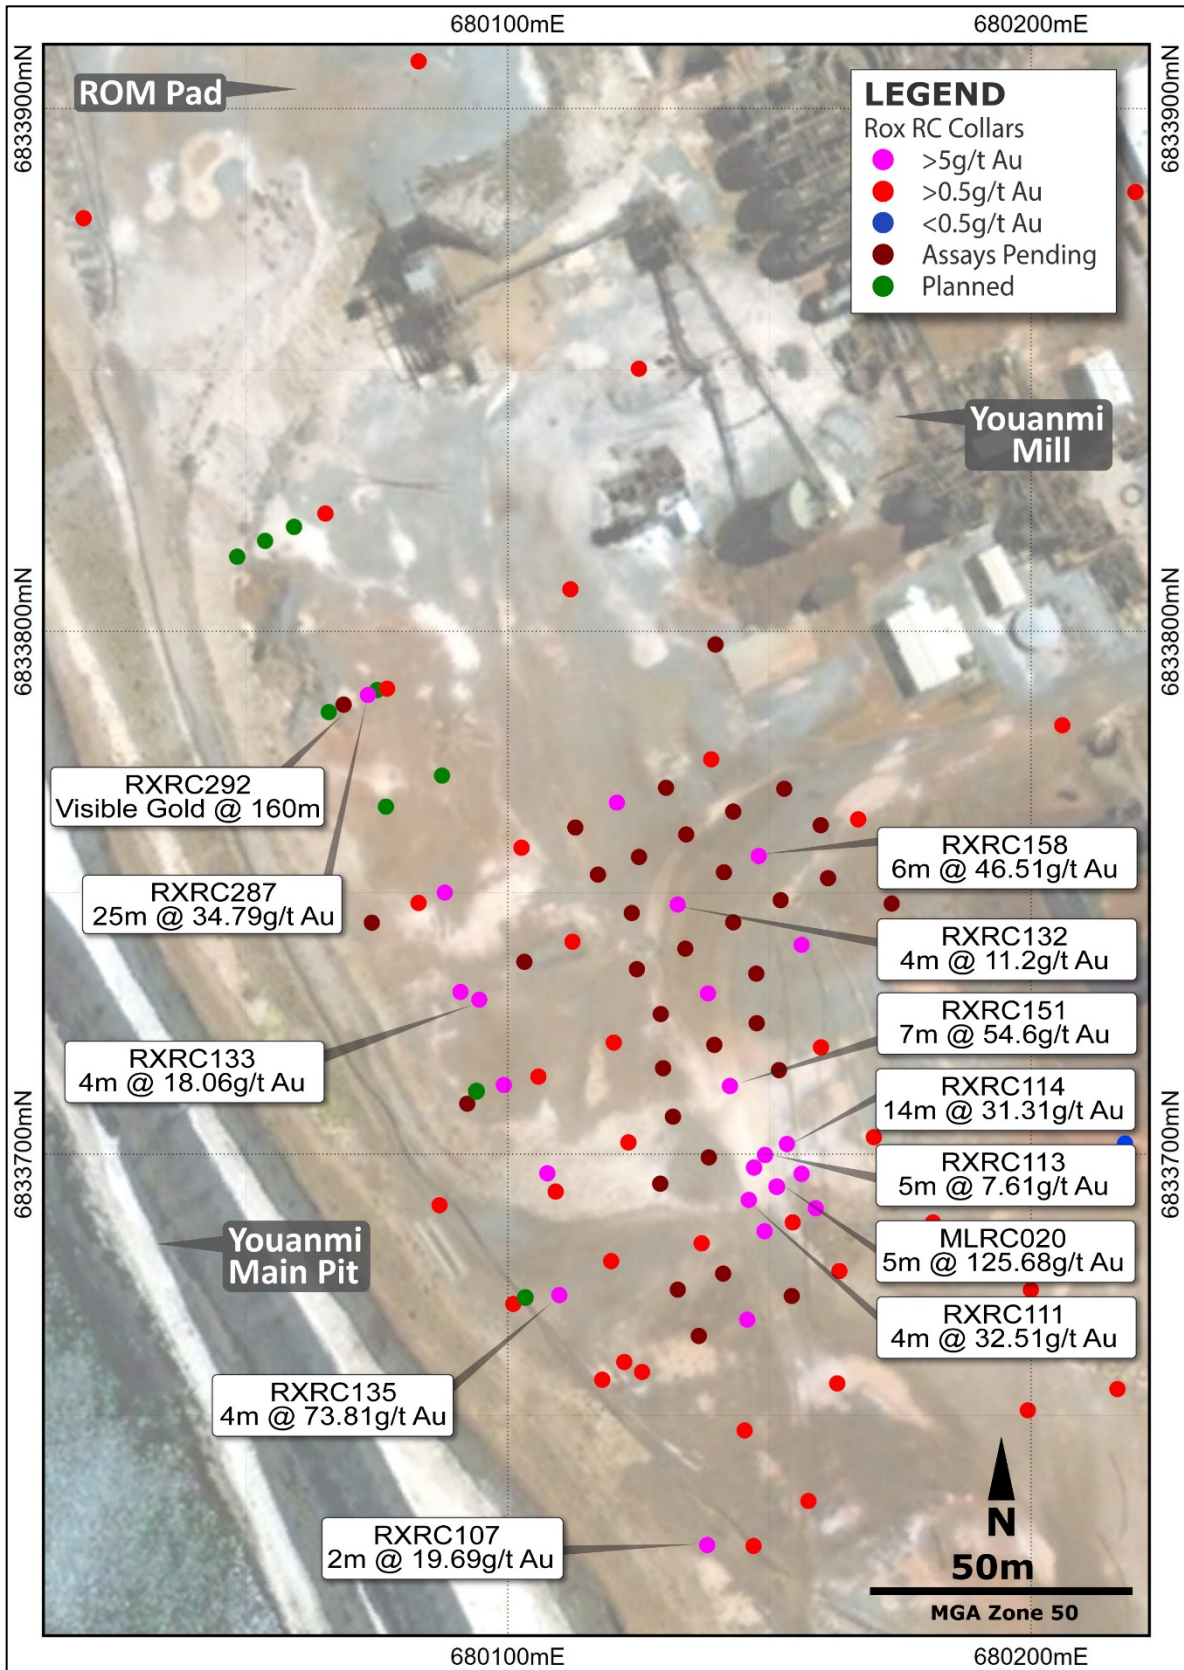 680100mE
680200mE
6833900mN
6833900mN
ROM Pad
LEGEND
Rox RC Collars
>5g/t Au
>0.5g/t Au
<0.5g/t Au
Assays Pending
Planned
Youanmi
Mill
6833800mN
6833800mN
RXRC292
Visible Gold @ 160m
RXRC287
25m @ 34.79g/t Au
RXRC158
6m @ 46.51g/t Au
RXRC132
4m @ 11.2g/t Au
RXRC151
7m @ 54.6g/t Au
RXRC133
4m @ 18.06g/t Au
RXRC114
14m @ 31.31g/t Au
6833700mN
6833700mN
RXRC113
5m @ 7.61g/t Au
Youanmi
Main Pit
MLRC020
5m @ 125.68g/t Au
RXRC111
4m @ 32.51g/t Au
RXRC135
4m @ 73.81g/t Au
RXRC107
2m @ 19.69g/t Au
N
50m
MGA Zone 50
680100mE
680200mE